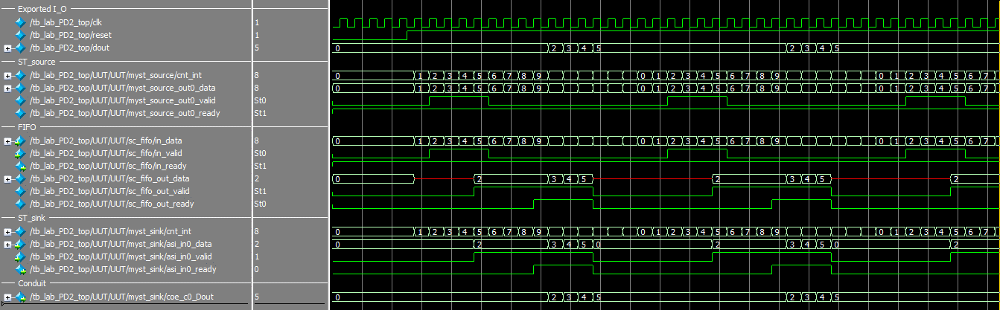 Exported I_O
/tb_lab_PD2_top/clk 1
/tb_lab_PD2_top/reset 1
/tb_lab_PD2_top/dout 5 0 2 3 4 5 2 3 4 5
ST_source
/tb_lab_PD2_top/UUT/UUT/myst_source/cnt_int 8 0 1 2 3 4 5 6 7 8 9 0 1 2 3 4 5 6 7 8 9 0 1 2 3 4 5 6 7
/tb_lab_PD2_top/UUT/UUT/myst_source_out0_data 8 0 1 2 3 4 5 6 7 8 9 0 1 2 3 4 5 6 7 8 9 0 1 2 3 4 5 6 7
/tb_lab_PD2_top/UUT/UUT/myst_source_out0_valid St0
/tb_lab_PD2_top/UUT/UUT/myst_source_out0_ready St1
FIFO
/tb_lab_PD2_top/UUT/UUT/sc_fifo/in_data 8 0 1 2 3 4 5 6 7 8 9 0 1 2 3 4 5 6 7 8 9 0 1 2 3 4 5 6 7
/tb_lab_PD2_top/UUT/UUT/sc_fifo/in_valid St0
/tb_lab_PD2_top/UUT/UUT/sc_fifo/in_ready St1
/tb_lab_PD2_top/UUT/UUT/sc_fifo_out_data 2 0 2 3 4 5 2 3 4 5 2
/tb_lab_PD2_top/UUT/UUT/sc_fifo_out_valid St1
/tb_lab_PD2_top/UUT/UUT/sc_fifo_out_ready St0
ST_sink
/tb_lab_PD2_top/UUT/UUT/myst_sink/cnt_int 8 0 1 2 3 4 5 6 7 8 9 0 1 2 3 4 5 6 7 8 9 0 1 2 3 4 5 6 7
/tb_lab_PD2_top/UUT/UUT/myst_sink/asi_in0_data 2 0 2 3 4 5 0 2 3 4 5 0 2
/tb_lab_PD2_top/UUT/UUT/myst_sink/asi_in0_valid 1
/tb_lab_PD2_top/UUT/UUT/myst_sink/asi_in0_ready 0
Conduit
/tb_lab_PD2_top/UUT/UUT/myst_sink/coe_c0_Dout 5 0 2 3 4 5 2 3 4 5